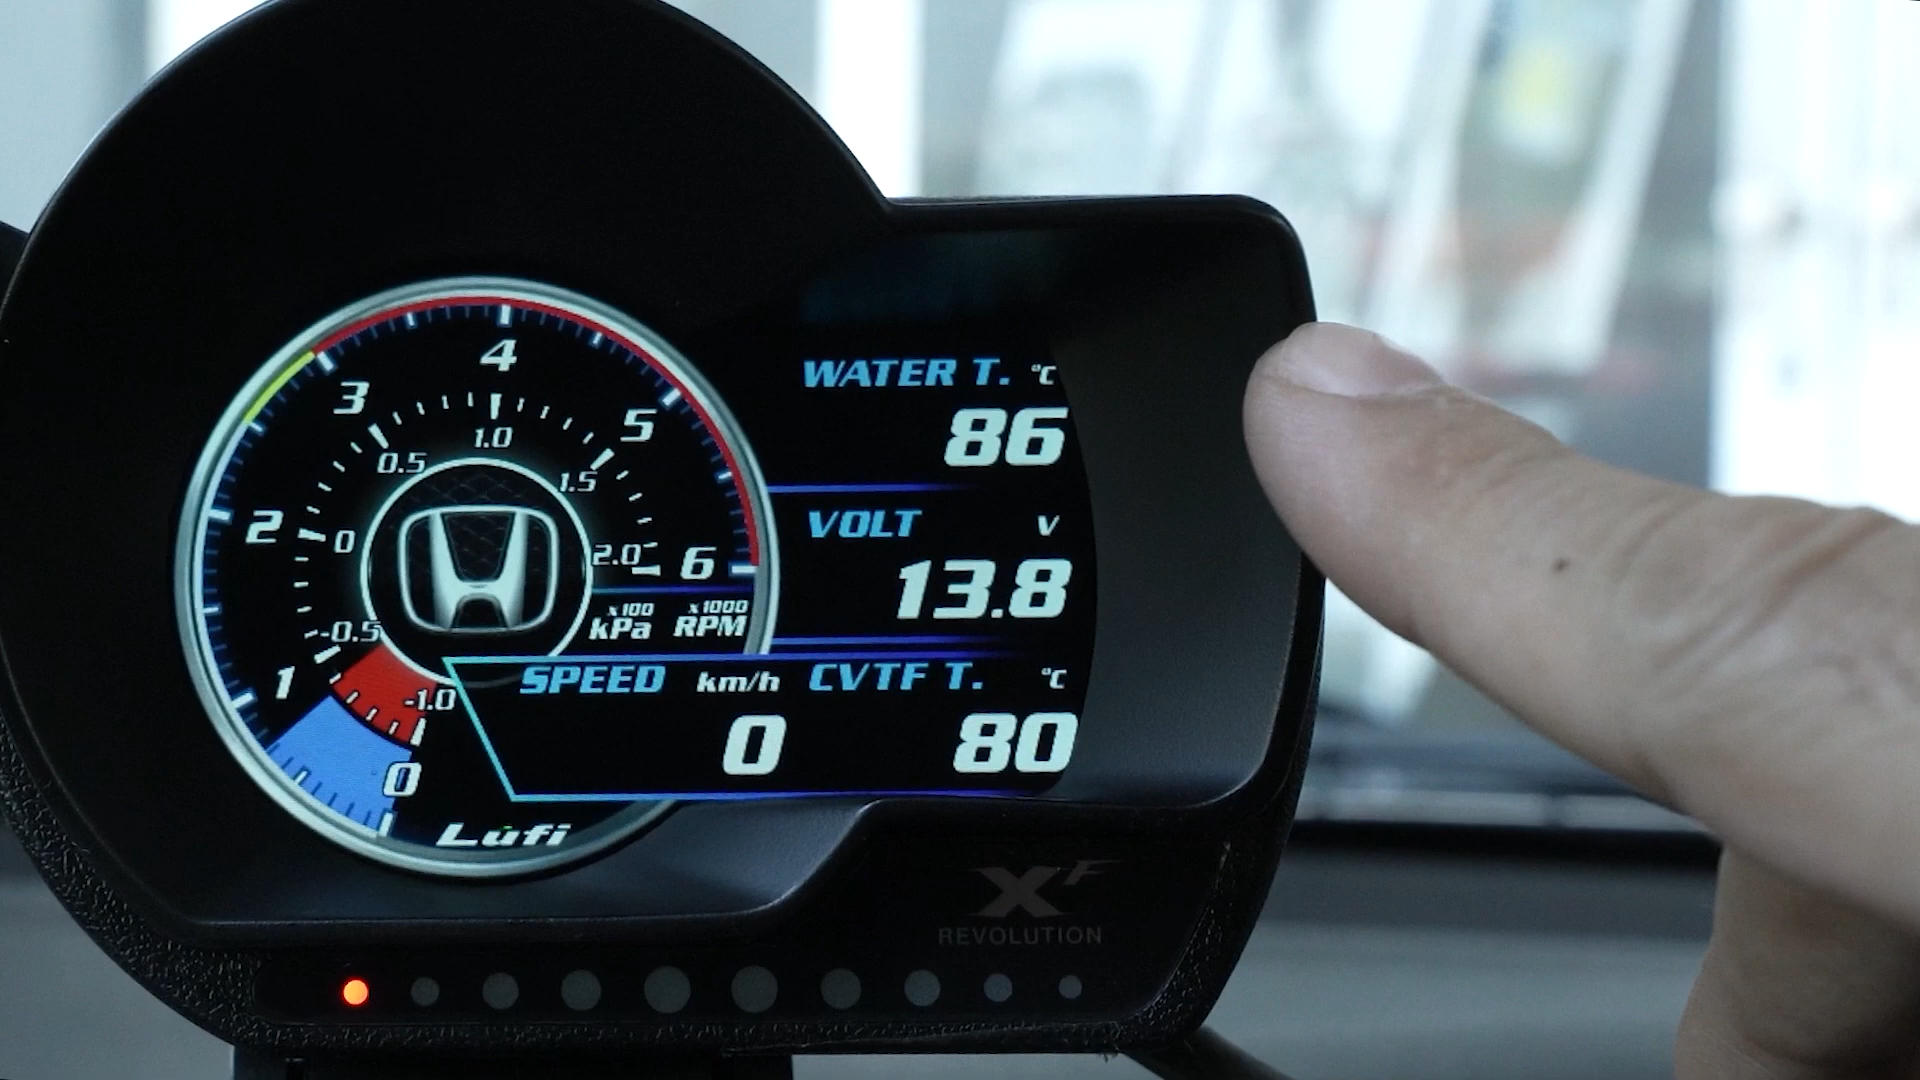 4
3
5
1.0
0.5
1.5
2
0
2.0
6
x100
kPa
x1000
RPM
-0.5
1
-1.0
0
WATER T. °C
86
VOLT V
13.8
SPEED km/h
0
CVTF T. °C
80
Lufi
XF
REVOLUTION